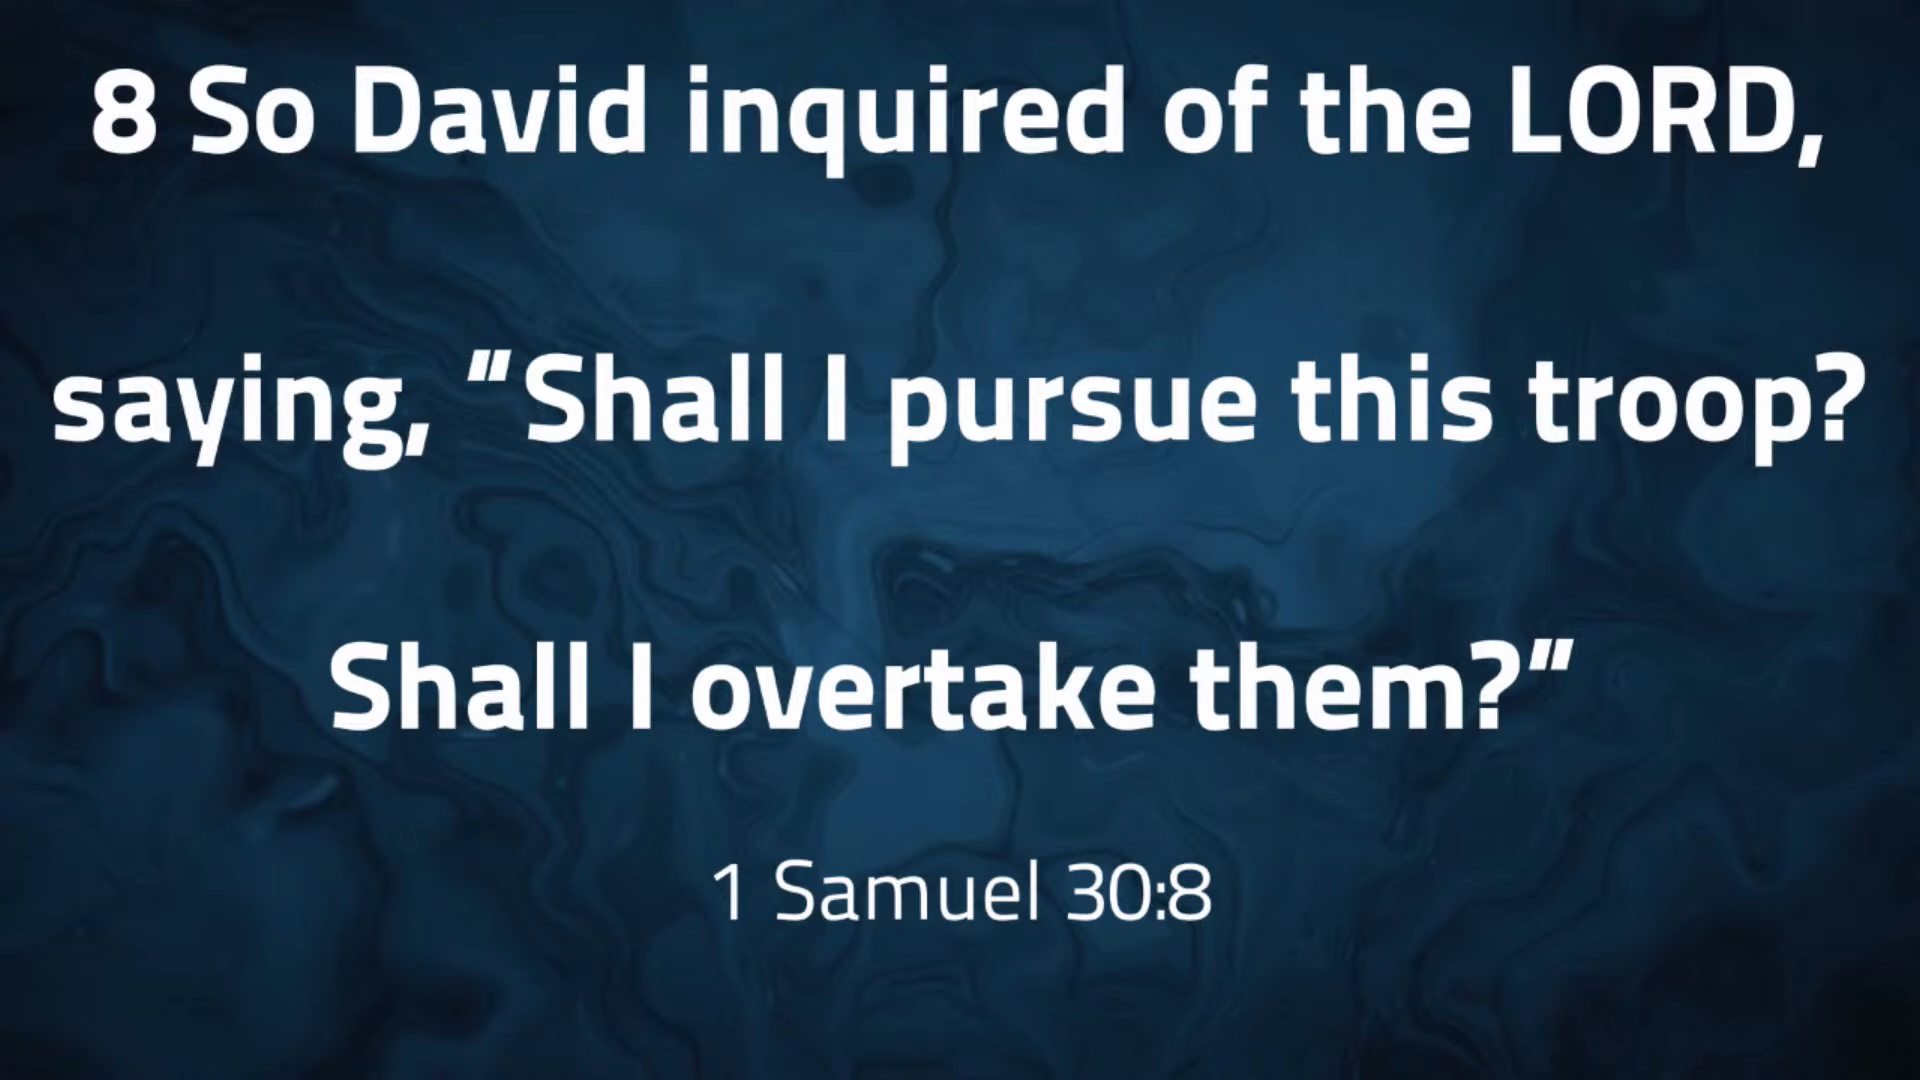 8 So David inquired of the LORD,
saying, “Shall I pursue this troop?
Shall I overtake them?”
1 Samuel 30:8